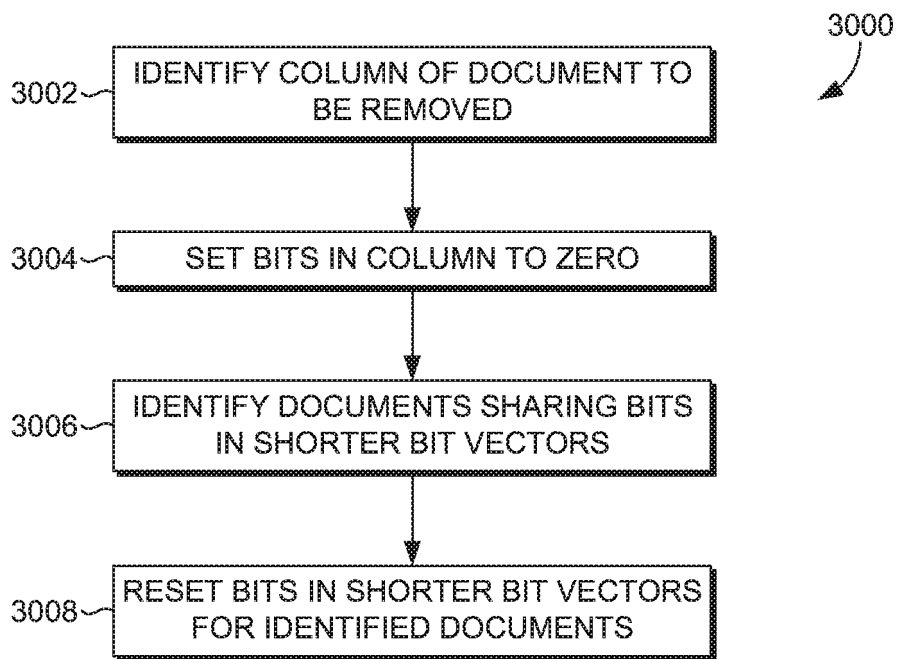 3000
3002
IDENTIFY COLUMN OF DOCUMENT TO
BE REMOVED
3004
SET BITS IN COLUMN TO ZERO
3006
IDENTIFY DOCUMENTS SHARING BITS
IN SHORTER BIT VECTORS
3008
RESET BITS IN SHORTER BIT VECTORS
FOR IDENTIFIED DOCUMENTS